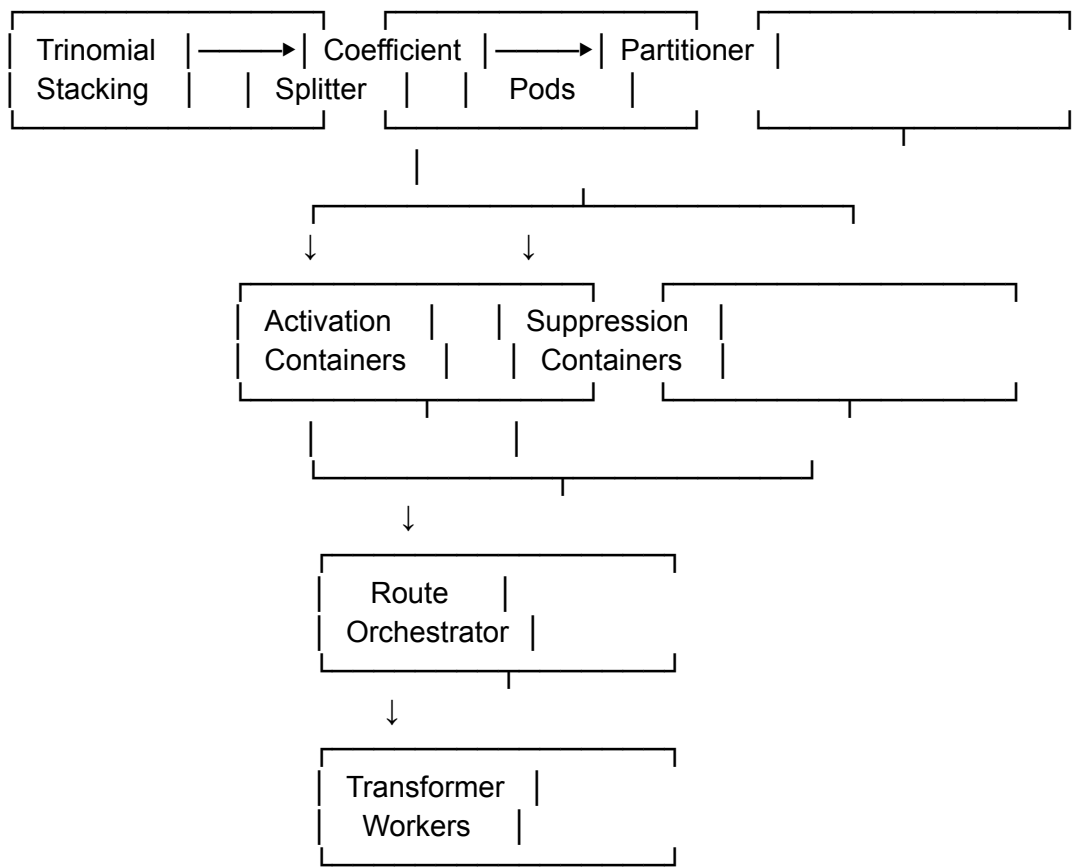 Trinomial Coefficient Partitioner
Stacking Splitter Pods
Activation Suppression
Containers Containers
Route
Orchestrator
Transformer
Workers